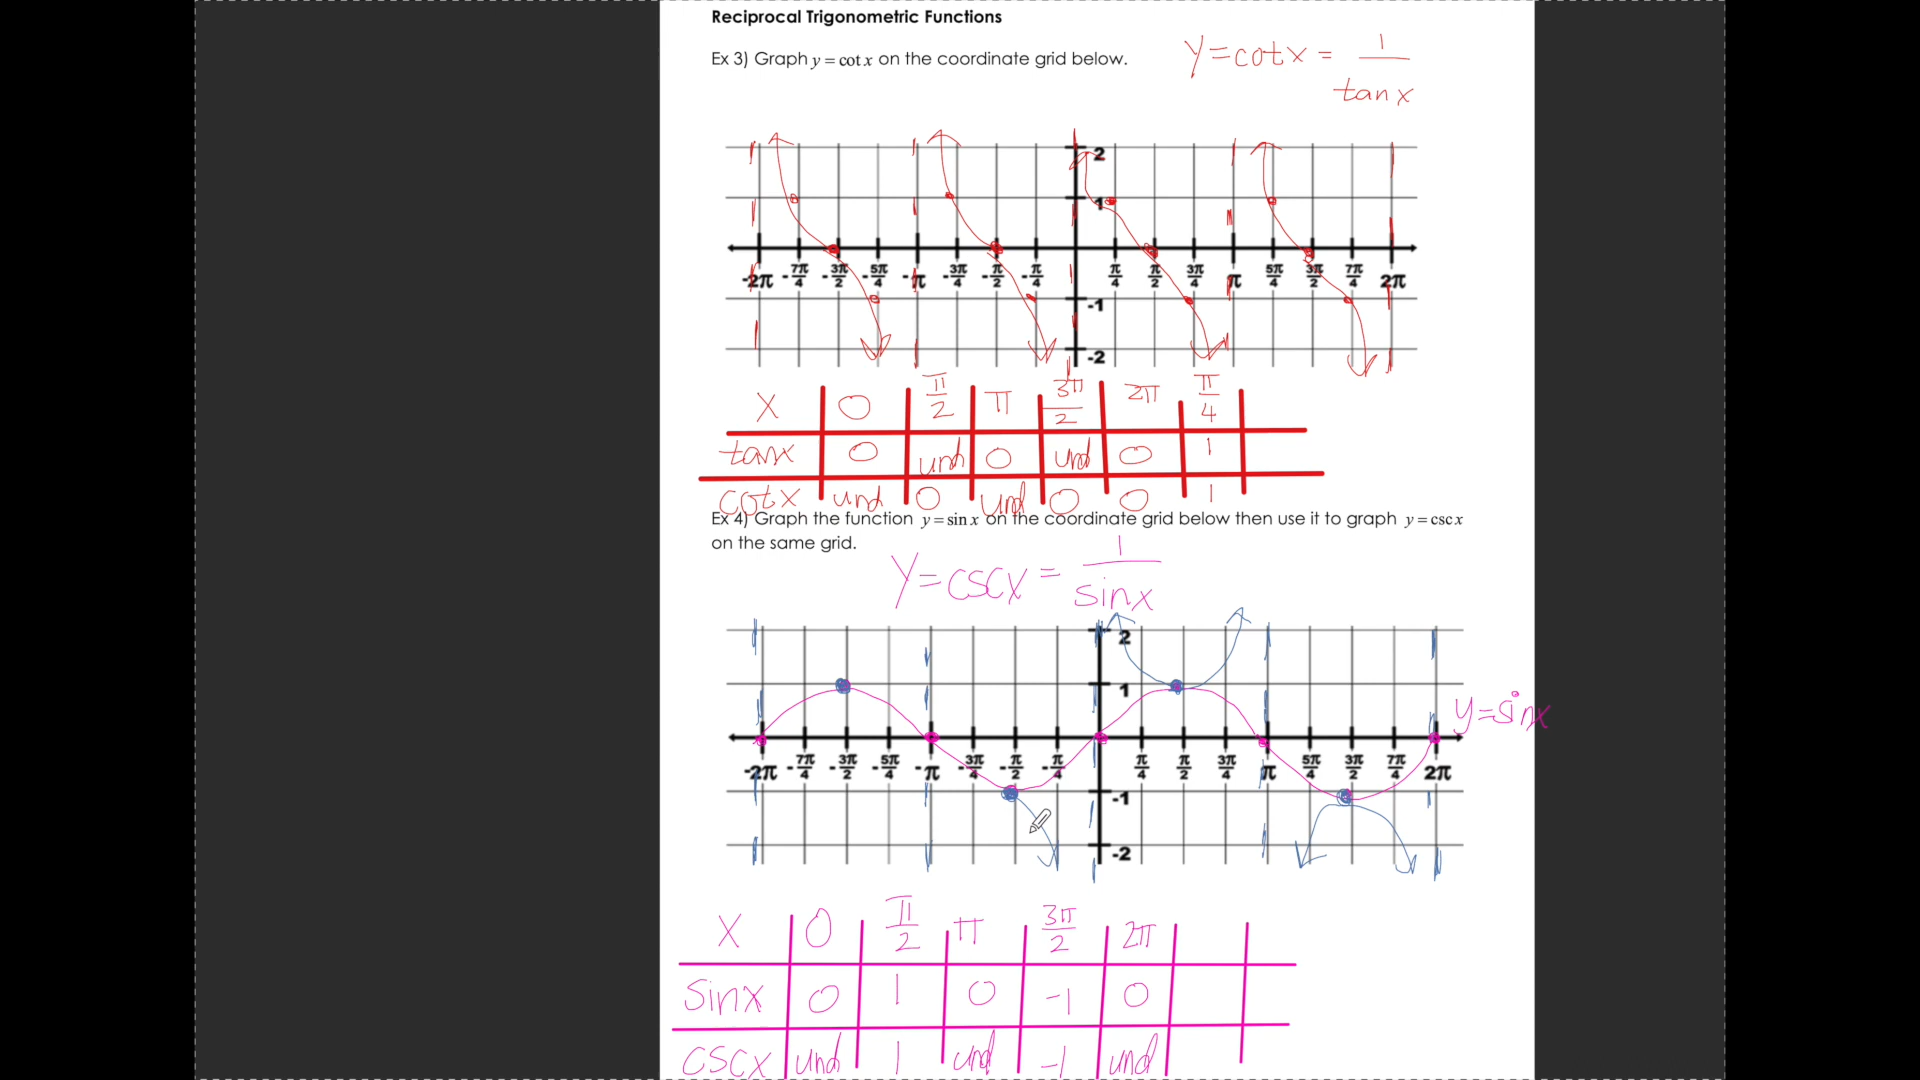 Reciprocal Trigonometric Functions
Ex 3) Graph y = cot x on the coordinate grid below.
y = cotx = 1/tan x
2
1
-2π -7π/4 -3π/2 -5π/4 -π -3π/4 -π/2 -π/4 π/4 π/2 3π/4 π 5π/4 3π/2 7π/4 2π
-1
-2
x 0 π/2 π 3π/2 2π π/4
tanx 0 und 0 und 0 1
cotx und 0 und 0 0 1
Ex 4) Graph the function y = sin x on the coordinate grid below then use it to graph y = csc x
on the same grid.
y = cscx = 1/sinx
2
1
y=sinx
-2π -7π/4 -3π/2 -5π/4 -π -3π/4 -π/2 -π/4 π/4 π/2 3π/4 π 5π/4 3π/2 7π/4 2π
-1
-2
x 0 π/2 π 3π/2 2π
sinx 0 1 0 -1 0
cscx und 1 und -1 und